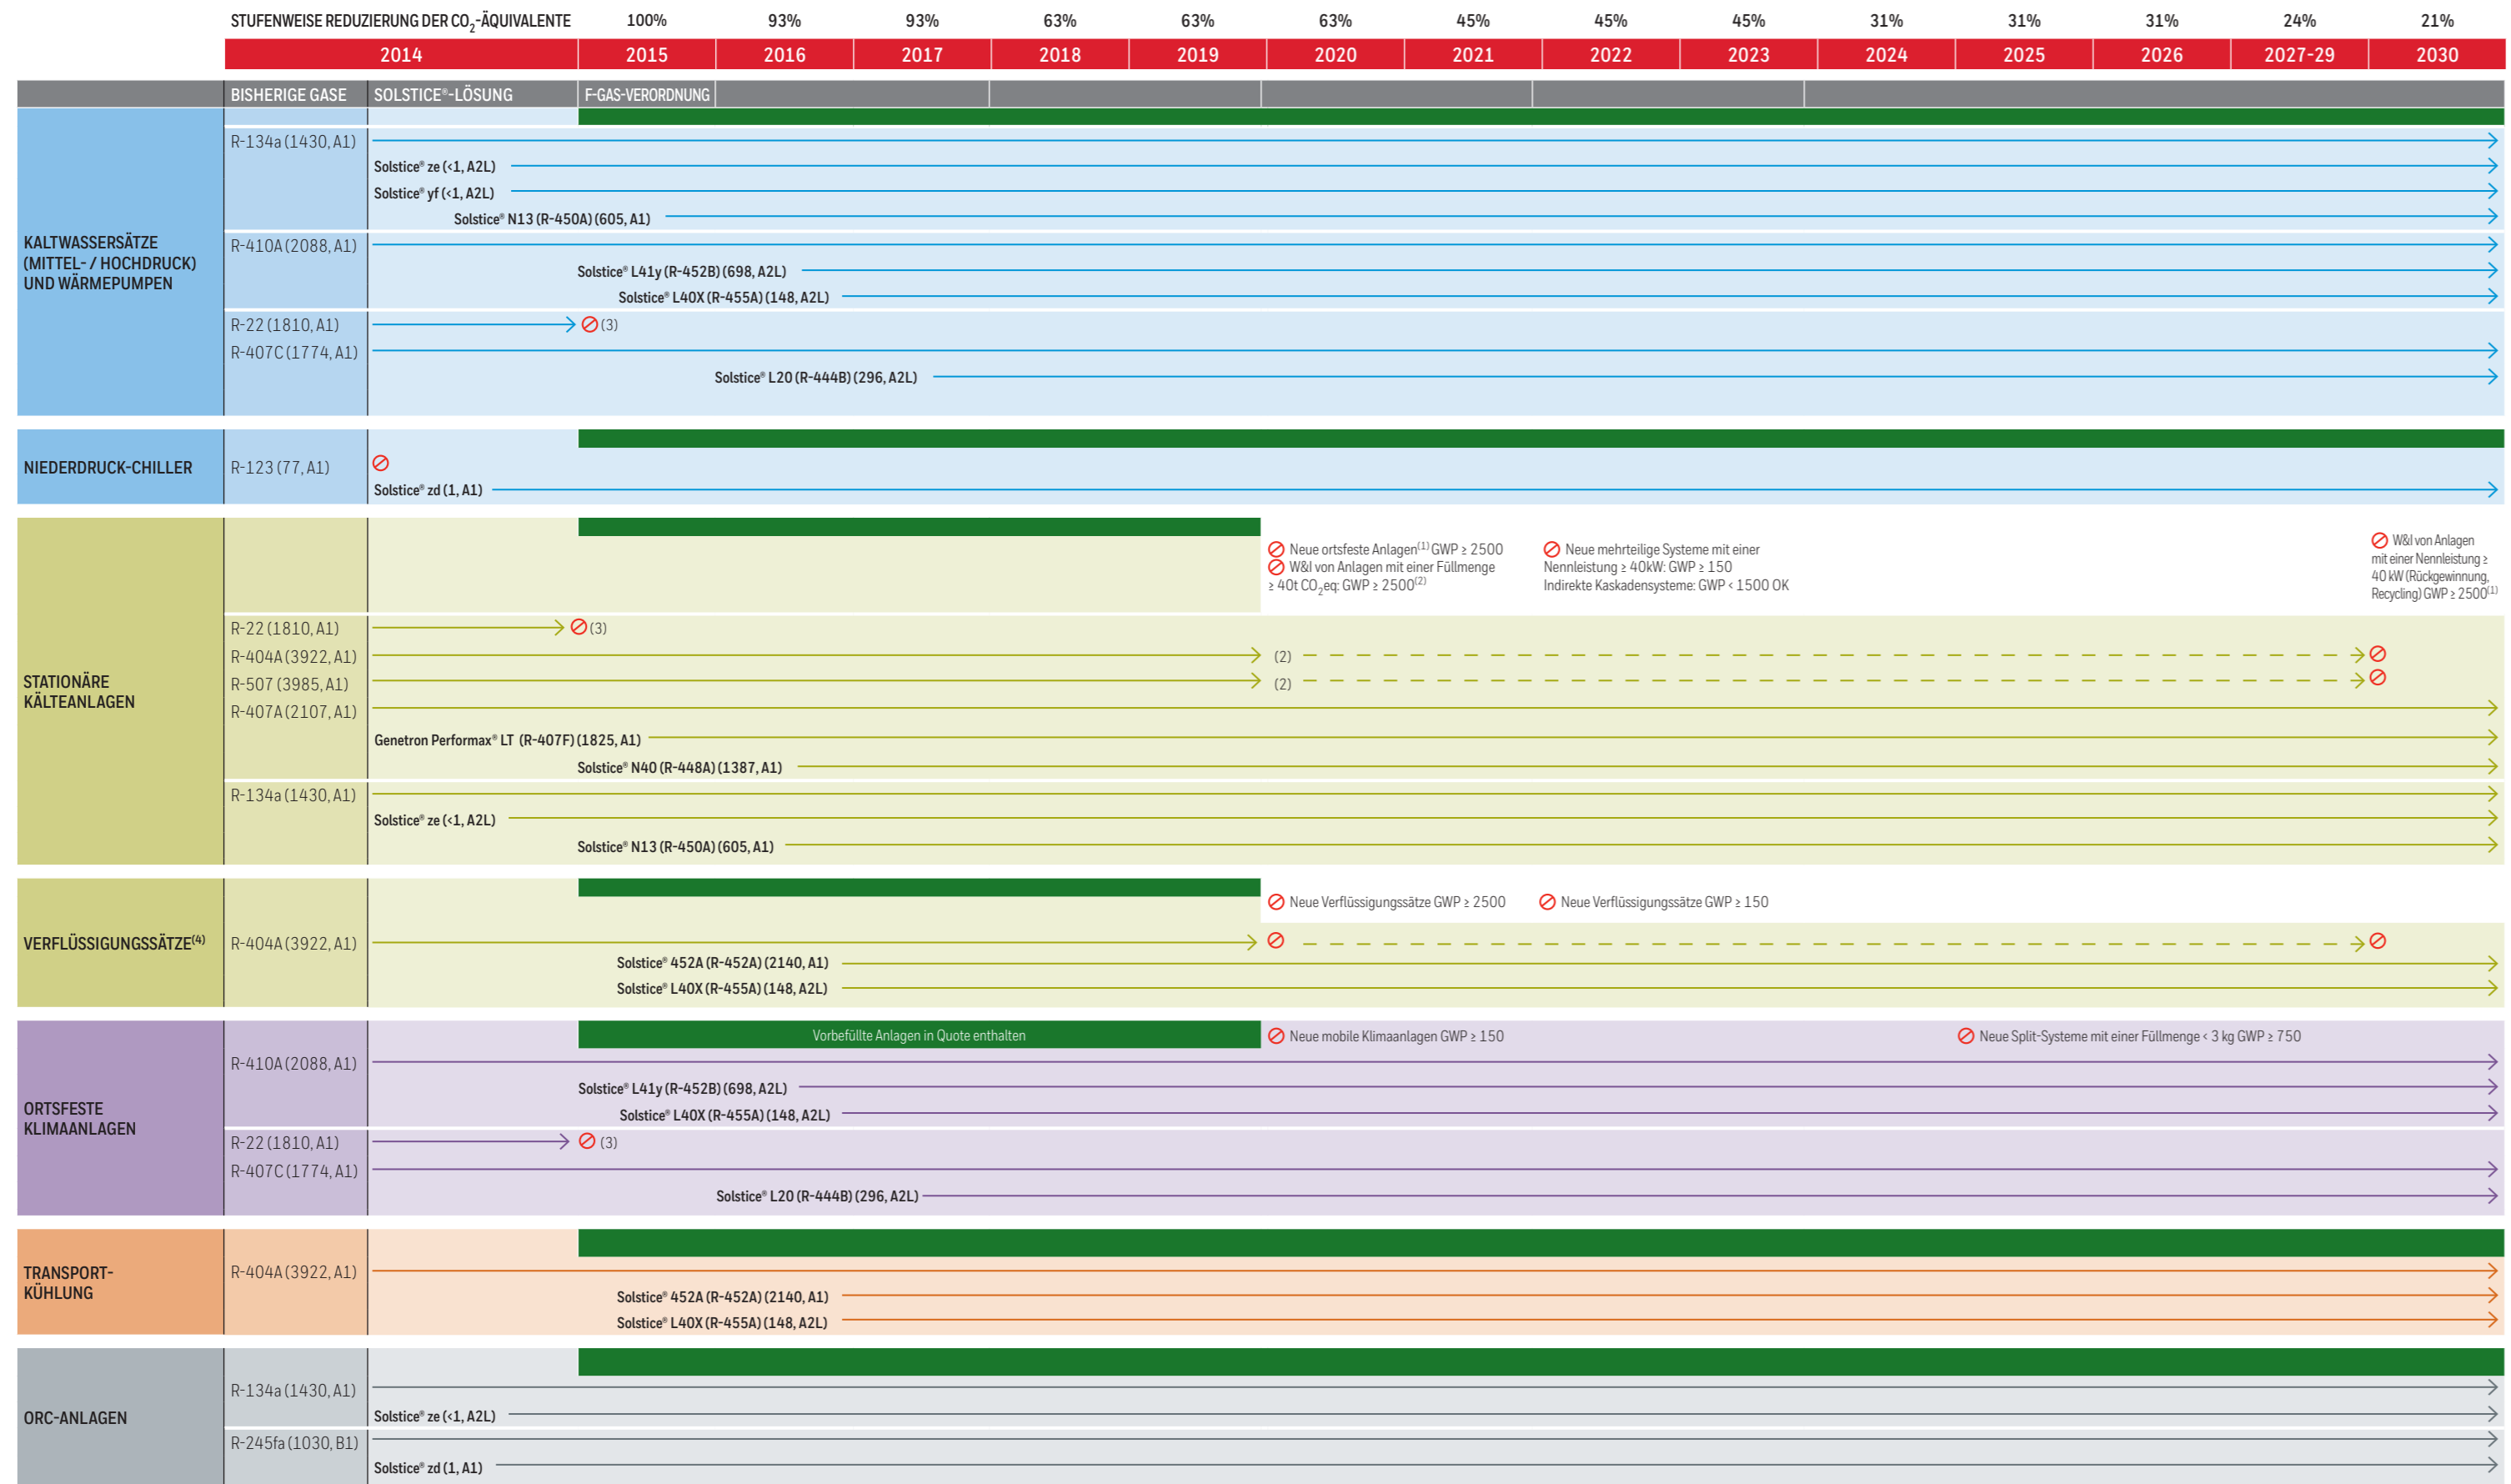 STUFENWEISE REDUZIERUNG DER CO₂-ÄQUIVALENTE 100% 93% 93% 63% 63% 63% 45% 45% 45% 31% 31% 31% 24% 21%
2014 2015 2016 2017 2018 2019 2020 2021 2022 2023 2024 2025 2026 2027-29 2030
BISHERIGE GASE SOLSTICE®-LÖSUNG F-GAS-VERORDNUNG
KALTWASSERSÄTZE
(MITTEL- / HOCHDRUCK)
UND WÄRMEPUMPEN
R-134a (1430, A1)
Solstice® ze (<1, A2L)
Solstice® yf (<1, A2L)
Solstice® N13 (R-450A) (605, A1)
R-410A (2088, A1)
Solstice® L41y (R-452B) (698, A2L)
Solstice® L40X (R-455A) (148, A2L)
R-22 (1810, A1) (3)
R-407C (1774, A1)
Solstice® L20 (R-444B) (296, A2L)
NIEDERDRUCK-CHILLER
R-123 (77, A1)
Solstice® zd (1, A1)
STATIONÄRE
KÄLTEANLAGEN
Neue ortsfeste Anlagen(1) GWP ≥ 2500
W&I von Anlagen mit einer Füllmenge
≥ 40t CO₂eq: GWP ≥ 2500(2)
Neue mehrteilige Systeme mit einer
Nennleistung ≥ 40kW: GWP ≥ 150
Indirekte Kaskadensysteme: GWP < 1500 OK
W&I von Anlagen
mit einer Nennleistung ≥
40 kW (Rückgewinnung,
Recycling) GWP ≥ 2500(1)
R-22 (1810, A1) (3)
R-404A (3922, A1) (2)
R-507 (3985, A1) (2)
R-407A (2107, A1)
Genetron Performax® LT (R-407F) (1825, A1)
Solstice® N40 (R-448A) (1387, A1)
R-134a (1430, A1)
Solstice® ze (<1, A2L)
Solstice® N13 (R-450A) (605, A1)
VERFLÜSSIGUNGSSÄTZE(4)
Neue Verflüssigungssätze GWP ≥ 2500 Neue Verflüssigungssätze GWP ≥ 150
R-404A (3922, A1)
Solstice® 452A (R-452A) (2140, A1)
Solstice® L40X (R-455A) (148, A2L)
ORTSFESTE
KLIMAANLAGEN
Vorbefüllte Anlagen in Quote enthalten Neue mobile Klimaanlagen GWP ≥ 150 Neue Split-Systeme mit einer Füllmenge < 3 kg GWP ≥ 750
R-410A (2088, A1)
Solstice® L41y (R-452B) (698, A2L)
Solstice® L40X (R-455A) (148, A2L)
R-22 (1810, A1) (3)
R-407C (1774, A1)
Solstice® L20 (R-444B) (296, A2L)
TRANSPORT-
KÜHLUNG
R-404A (3922, A1)
Solstice® 452A (R-452A) (2140, A1)
Solstice® L40X (R-455A) (148, A2L)
ORC-ANLAGEN
R-134a (1430, A1)
Solstice® ze (<1, A2L)
R-245fa (1030, B1)
Solstice® zd (1, A1)